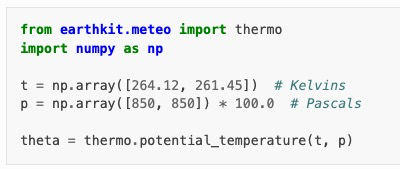 from earthkit.meteo import thermo
import numpy as np
t = np.array([264.12, 261.45])  # Kelvins
p = np.array([850, 850]) * 100.0  # Pascals
theta = thermo.potential_temperature(t, p)